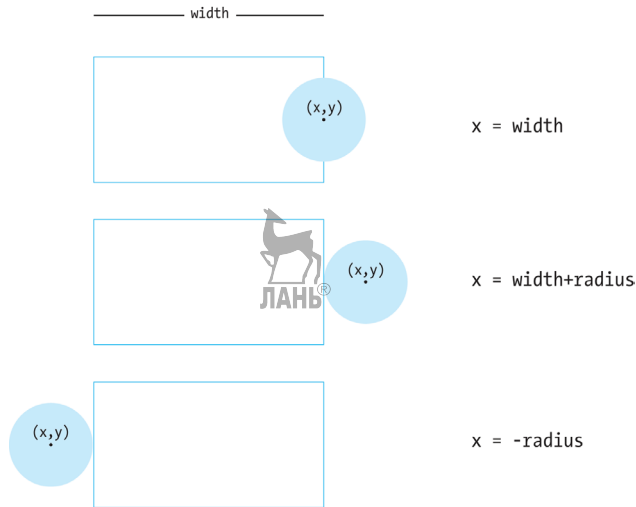 width
(x,y)
x = width
(x,y)
x = width+radius
ЛАНЬ®
(x,y)
x = -radius